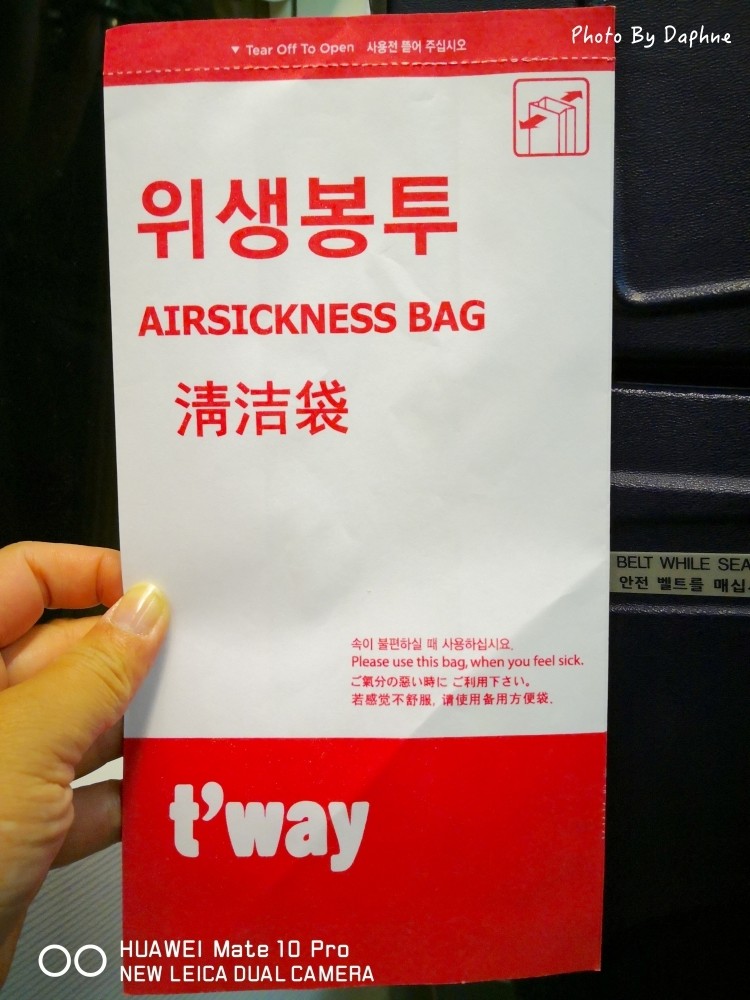 Photo By Daphne
▼ Tear Off To Open 사용전 뜯어 주십시오
위생봉투
AIRSICKNESS BAG
淸洁袋
BELT WHILE SEA
안전 벨트를 매십
속이 불편하실 때 사용하십시요.
Please use this bag, when you feel sick.
ご氣分の惡い時に ご利用下さい。
若感觉不舒服, 请使用备用方便袋.
t'way
HUAWEI Mate 10 Pro
NEW LEICA DUAL CAMERA